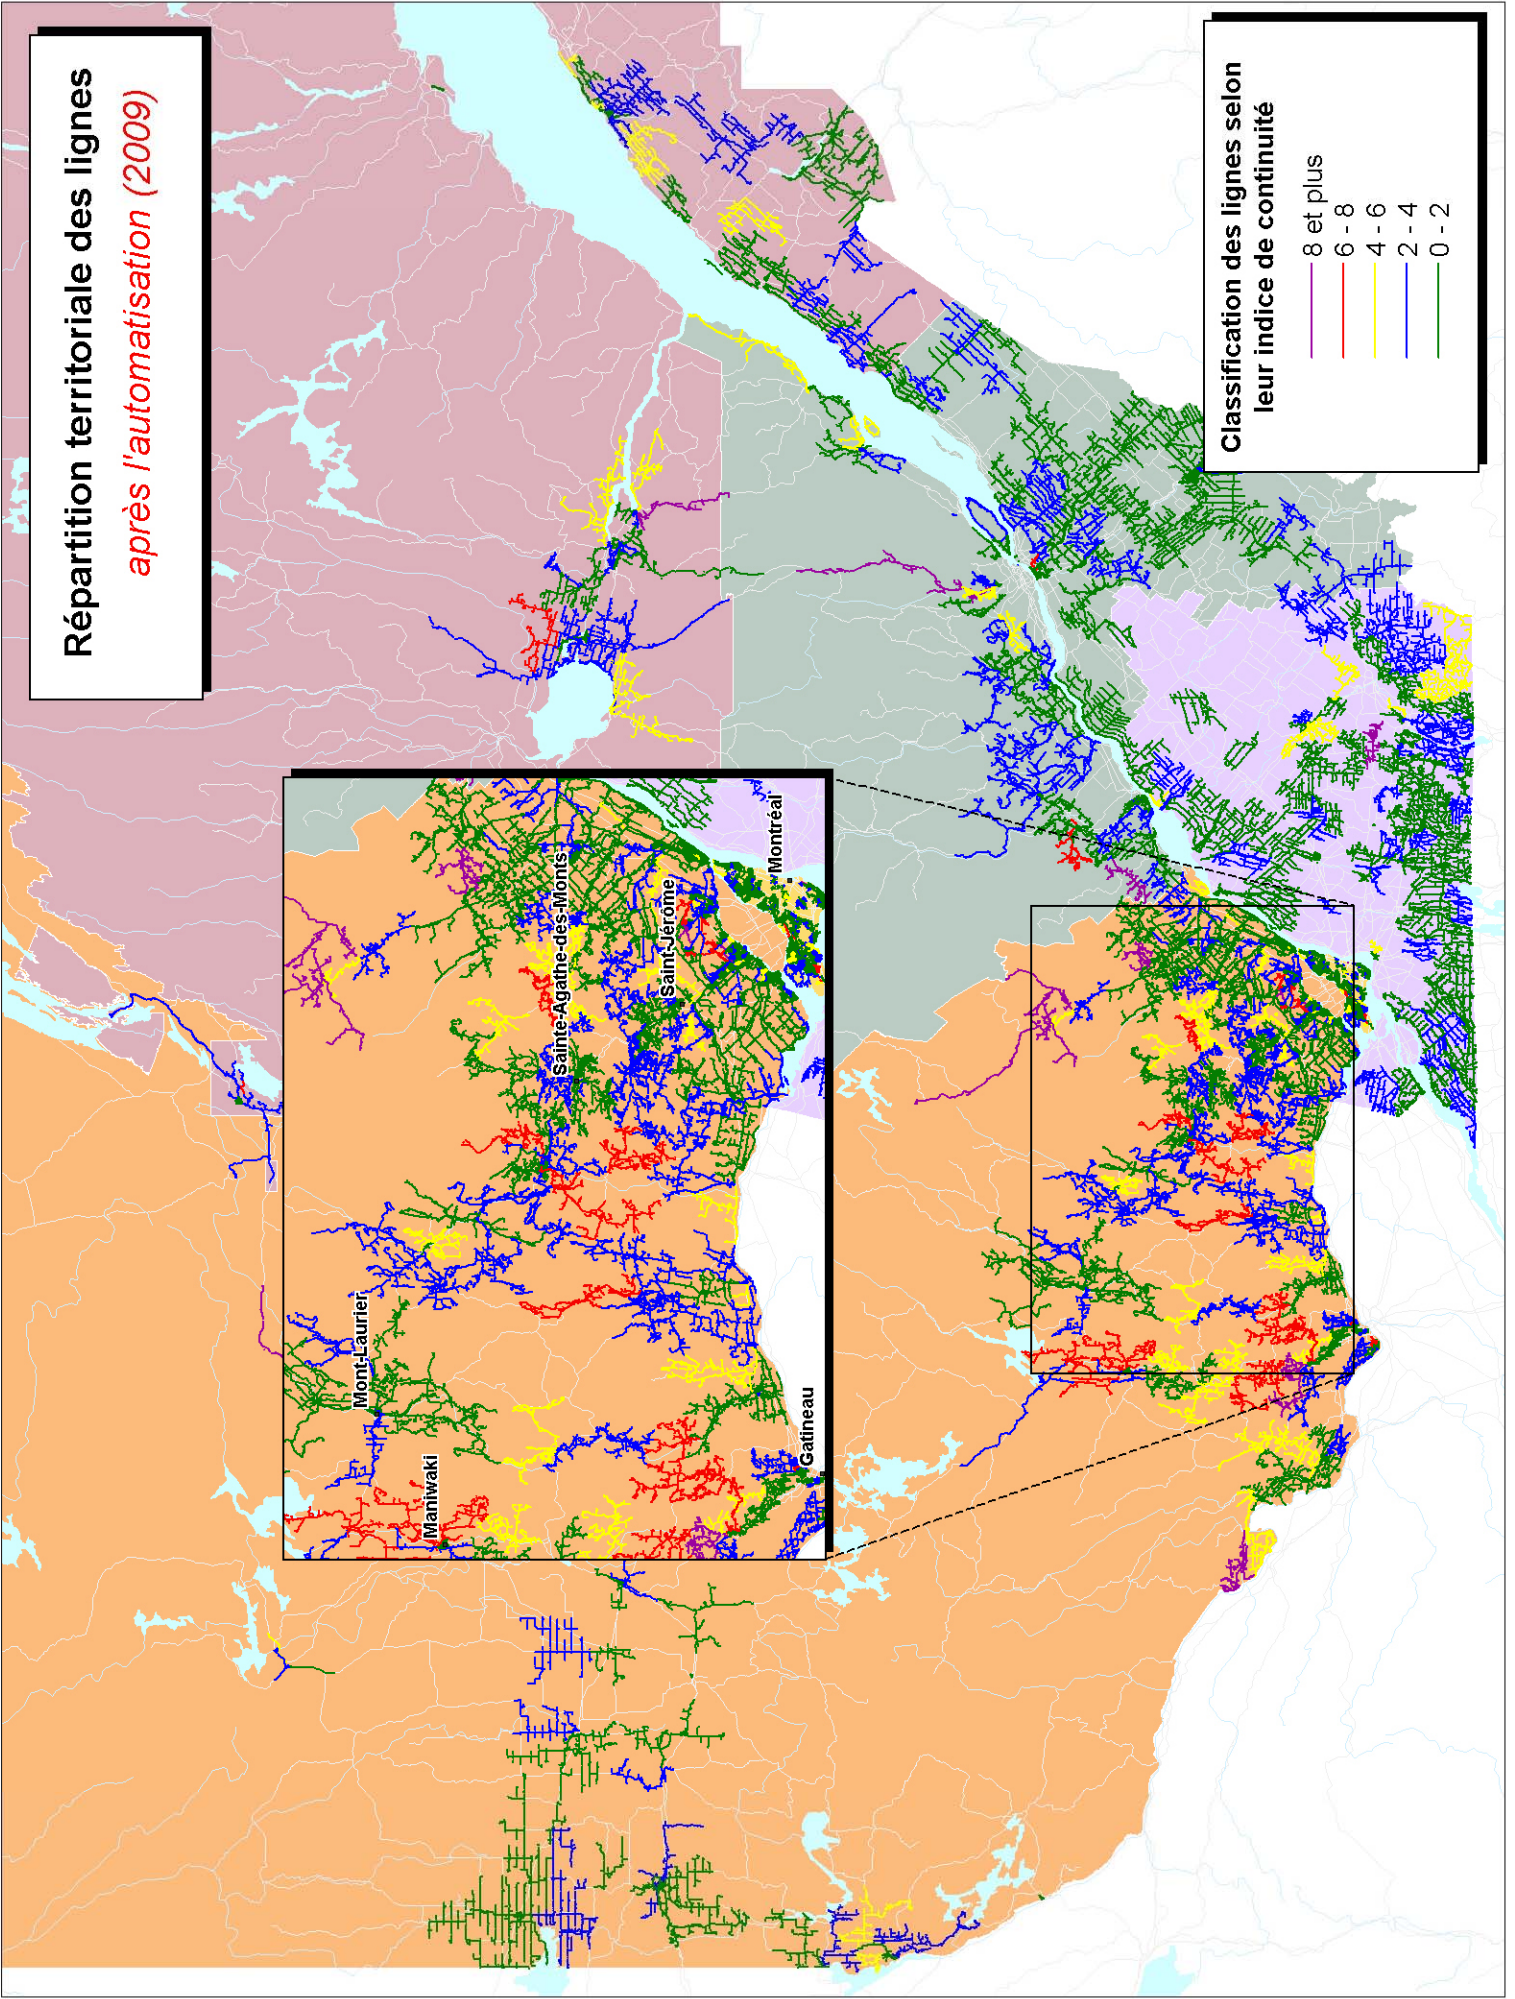 Répartition territoriale des lignes
après l'automatisation (2009)
Mont-Laurier
Maniwaki
Sainte-Agathe-des-Monts
Saint-Jérôme
Montréal
Gatineau
Classification des lignes selon
leur indice de continuité
8 et plus
6 - 8
4 - 6
2 - 4
0 - 2